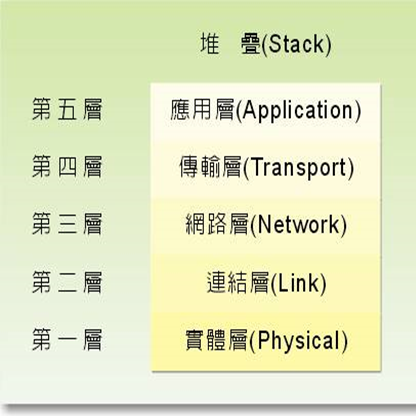 堆 疊(Stack)
第五層 應用層(Application)
第四層 傳輸層(Transport)
第三層 網路層(Network)
第二層 連結層(Link)
第一層 實體層(Physical)